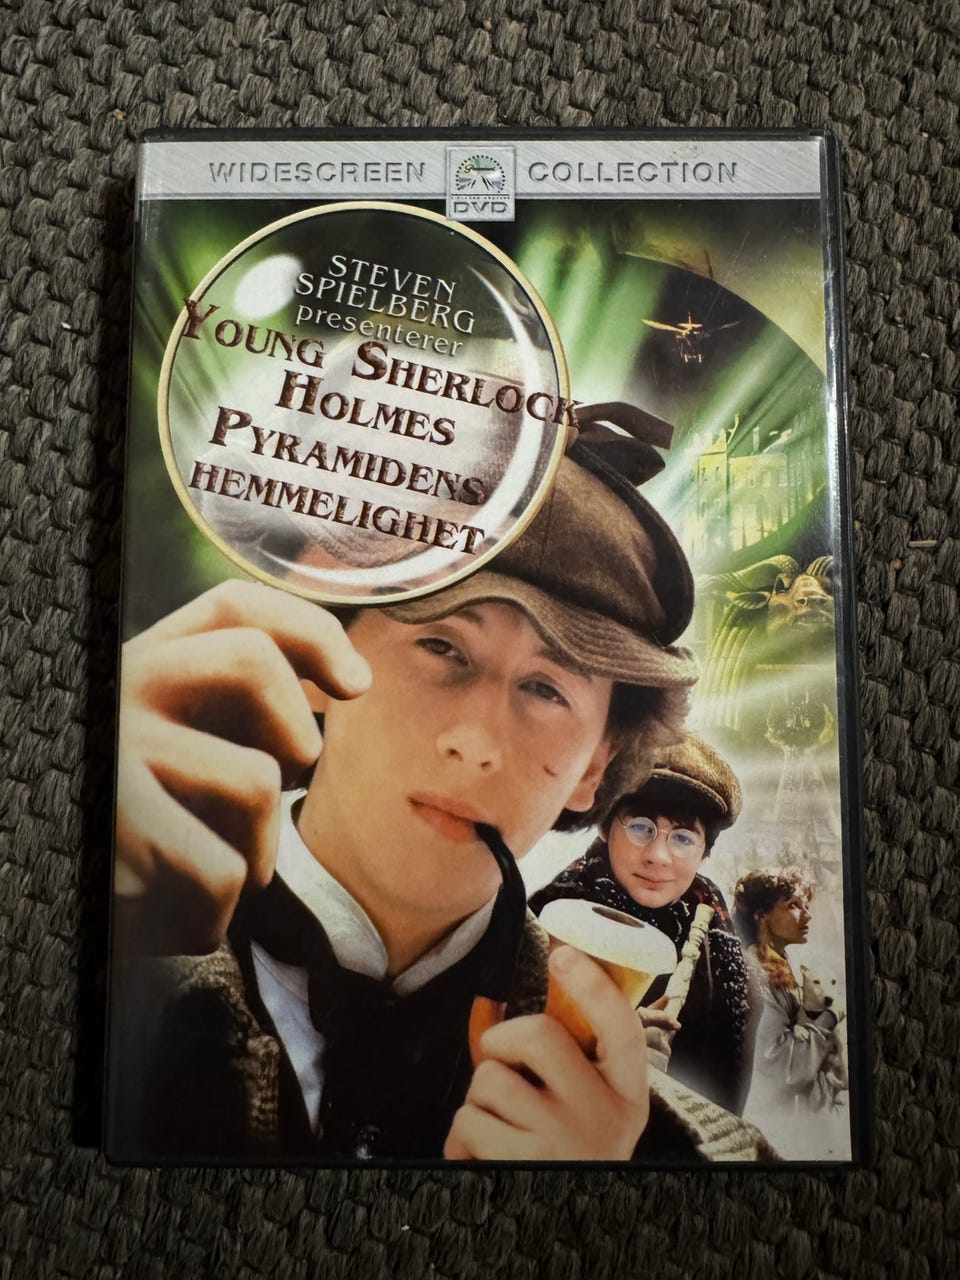 WIDESCREEN COLLECTION
DVD
STEVEN
SPIELBERG
presenterer
YOUNG SHERLOCK
HOLMES
PYRAMIDENS
HEMMELIGHET